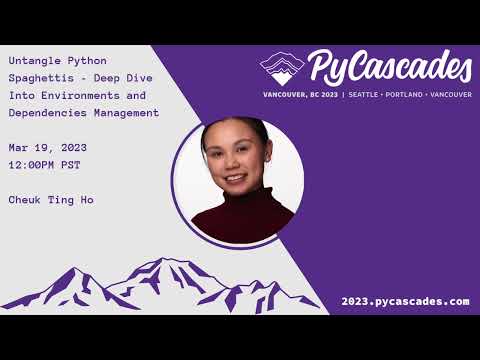 Untangle Python
Spaghettis - Deep Dive
Into Environments and
Dependencies Management
Mar 19, 2023
12:00PM PST
Cheuk Ting Ho
PyCascades
VANCOUVER, BC 2023 | SEATTLE • PORTLAND • VANCOUVER
2023.pycascades.com